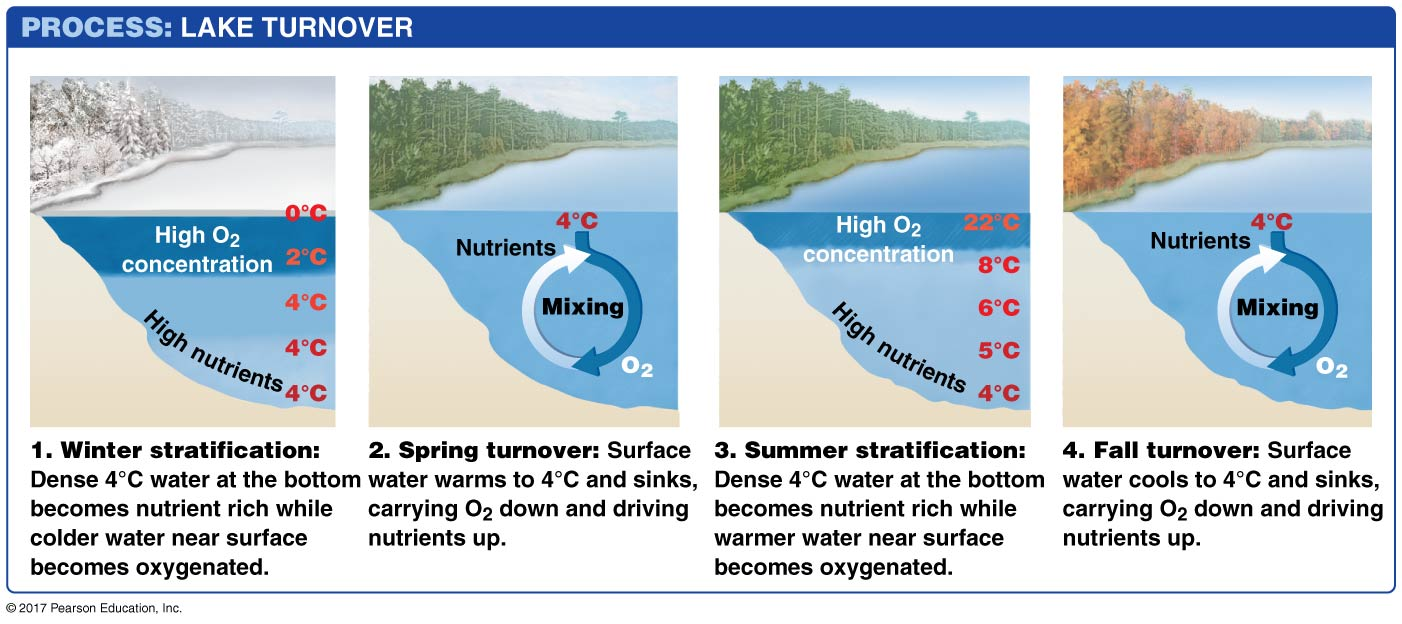 PROCESS: LAKE TURNOVER
0°C
High O₂
concentration
2°C
4°C
4°C
High nutrients
4°C
1. Winter stratification:
Dense 4°C water at the bottom
becomes nutrient rich while
colder water near surface
becomes oxygenated.
4°C
Nutrients
Mixing
O₂
2. Spring turnover: Surface
water warms to 4°C and sinks,
carrying O₂ down and driving
nutrients up.
High O₂
concentration
22°C
8°C
6°C
5°C
High nutrients
4°C
3. Summer stratification:
Dense 4°C water at the bottom
becomes nutrient rich while
warmer water near surface
becomes oxygenated.
4°C
Nutrients
Mixing
O₂
4. Fall turnover: Surface
water cools to 4°C and sinks,
carrying O₂ down and driving
nutrients up.
© 2017 Pearson Education, Inc.